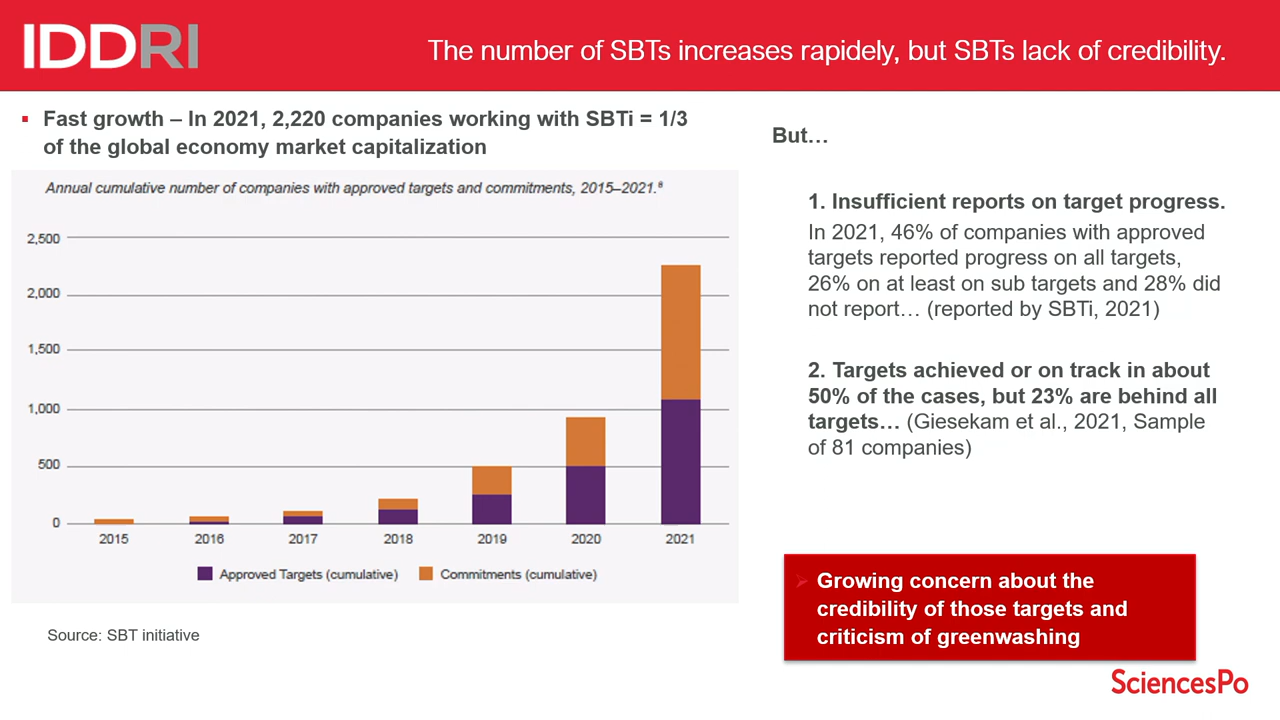 IDDRI
The number of SBTs increases rapidely, but SBTs lack of credibility.
Fast growth – In 2021, 2,220 companies working with SBTi = 1/3
of the global economy market capitalization
Annual cumulative number of companies with approved targets and commitments, 2015–2021.⁸
2,500
2,000
1,500
1,000
500
0
2015 2016 2017 2018 2019 2020 2021
Approved Targets (cumulative) Commitments (cumulative)
Source: SBT initiative
But…
1. Insufficient reports on target progress.
In 2021, 46% of companies with approved
targets reported progress on all targets,
26% on at least on sub targets and 28% did
not report… (reported by SBTi, 2021)
2. Targets achieved or on track in about
50% of the cases, but 23% are behind all
targets… (Giesekam et al., 2021, Sample
of 81 companies)
Growing concern about the
credibility of those targets and
criticism of greenwashing
SciencesPo